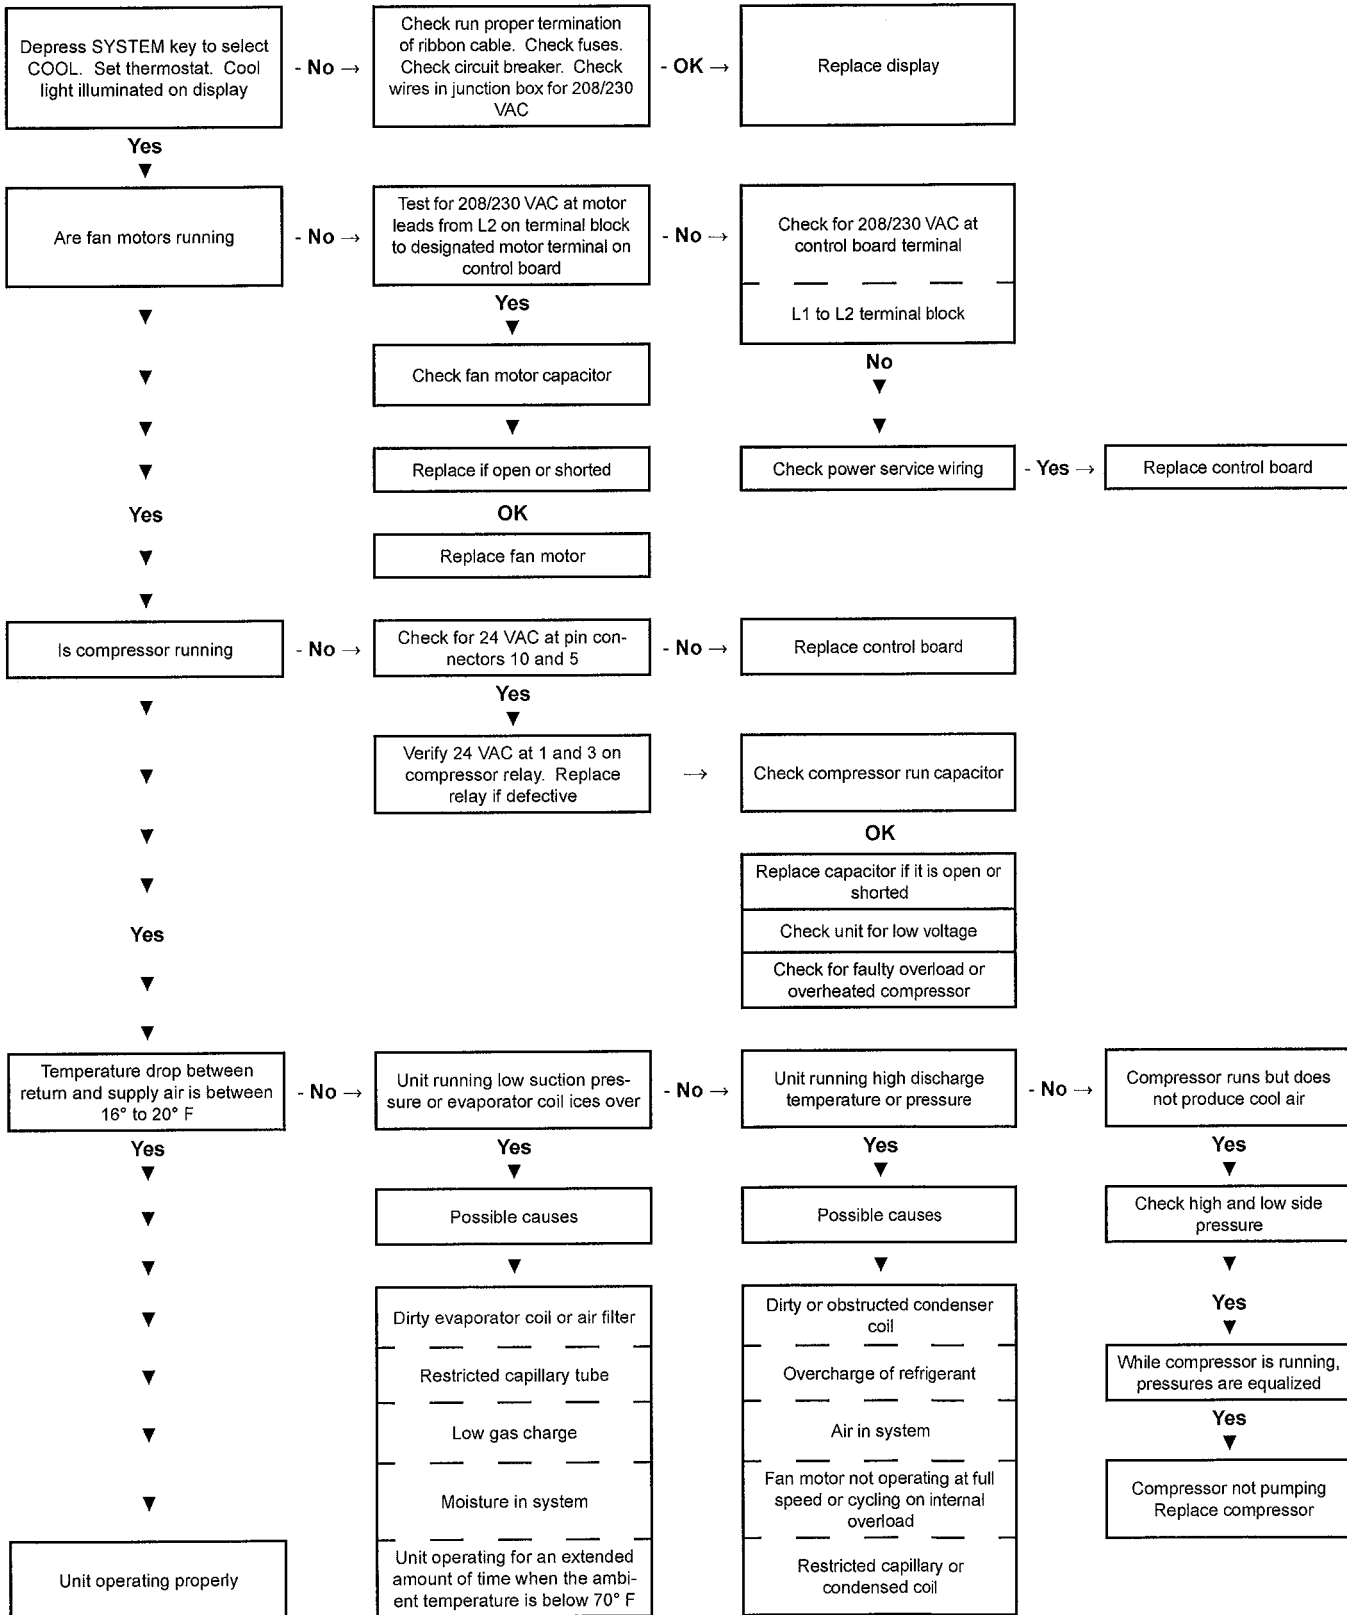 Depress SYSTEM key to select
COOL. Set thermostat. Cool
light illuminated on display
- No →
Check run proper termination
of ribbon cable. Check fuses.
Check circuit breaker. Check
wires in junction box for 208/230
VAC
- OK →
Replace display
Yes
Are fan motors running
- No →
Test for 208/230 VAC at motor
leads from L2 on terminal block
to designated motor terminal on
control board
- No →
Check for 208/230 VAC at
control board terminal
L1 to L2 terminal block
Yes
No
Check fan motor capacitor
Replace if open or shorted
Check power service wiring
- Yes →
Replace control board
Yes
OK
Replace fan motor
Is compressor running
- No →
Check for 24 VAC at pin con-
nectors 10 and 5
- No →
Replace control board
Yes
Verify 24 VAC at 1 and 3 on
compressor relay. Replace
relay if defective
→
Check compressor run capacitor
OK
Replace capacitor if it is open or
shorted
Check unit for low voltage
Check for faulty overload or
overheated compressor
Yes
Temperature drop between
return and supply air is between
16° to 20° F
- No →
Unit running low suction pres-
sure or evaporator coil ices over
- No →
Unit running high discharge
temperature or pressure
- No →
Compressor runs but does
not produce cool air
Yes
Yes
Yes
Yes
Possible causes
Possible causes
Check high and low side
pressure
Dirty evaporator coil or air filter
Restricted capillary tube
Low gas charge
Moisture in system
Unit operating for an extended
amount of time when the ambi-
ent temperature is below 70° F
Dirty or obstructed condenser
coil
Overcharge of refrigerant
Air in system
Fan motor not operating at full
speed or cycling on internal
overload
Restricted capillary or
condensed coil
Yes
While compressor is running,
pressures are equalized
Yes
Compressor not pumping
Replace compressor
Unit operating properly